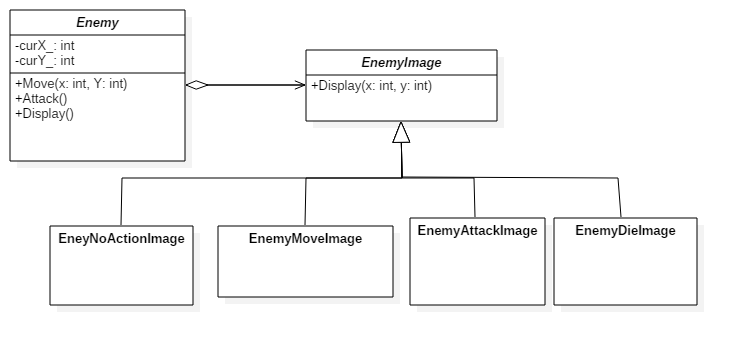 Enemy
-curX_: int
-curY_: int
+Move(x: int, Y: int)
+Attack()
+Display()
EnemyImage
+Display(x: int, y: int)
EneyNoActionImage
EnemyMoveImage
EnemyAttackImage
EnemyDieImage